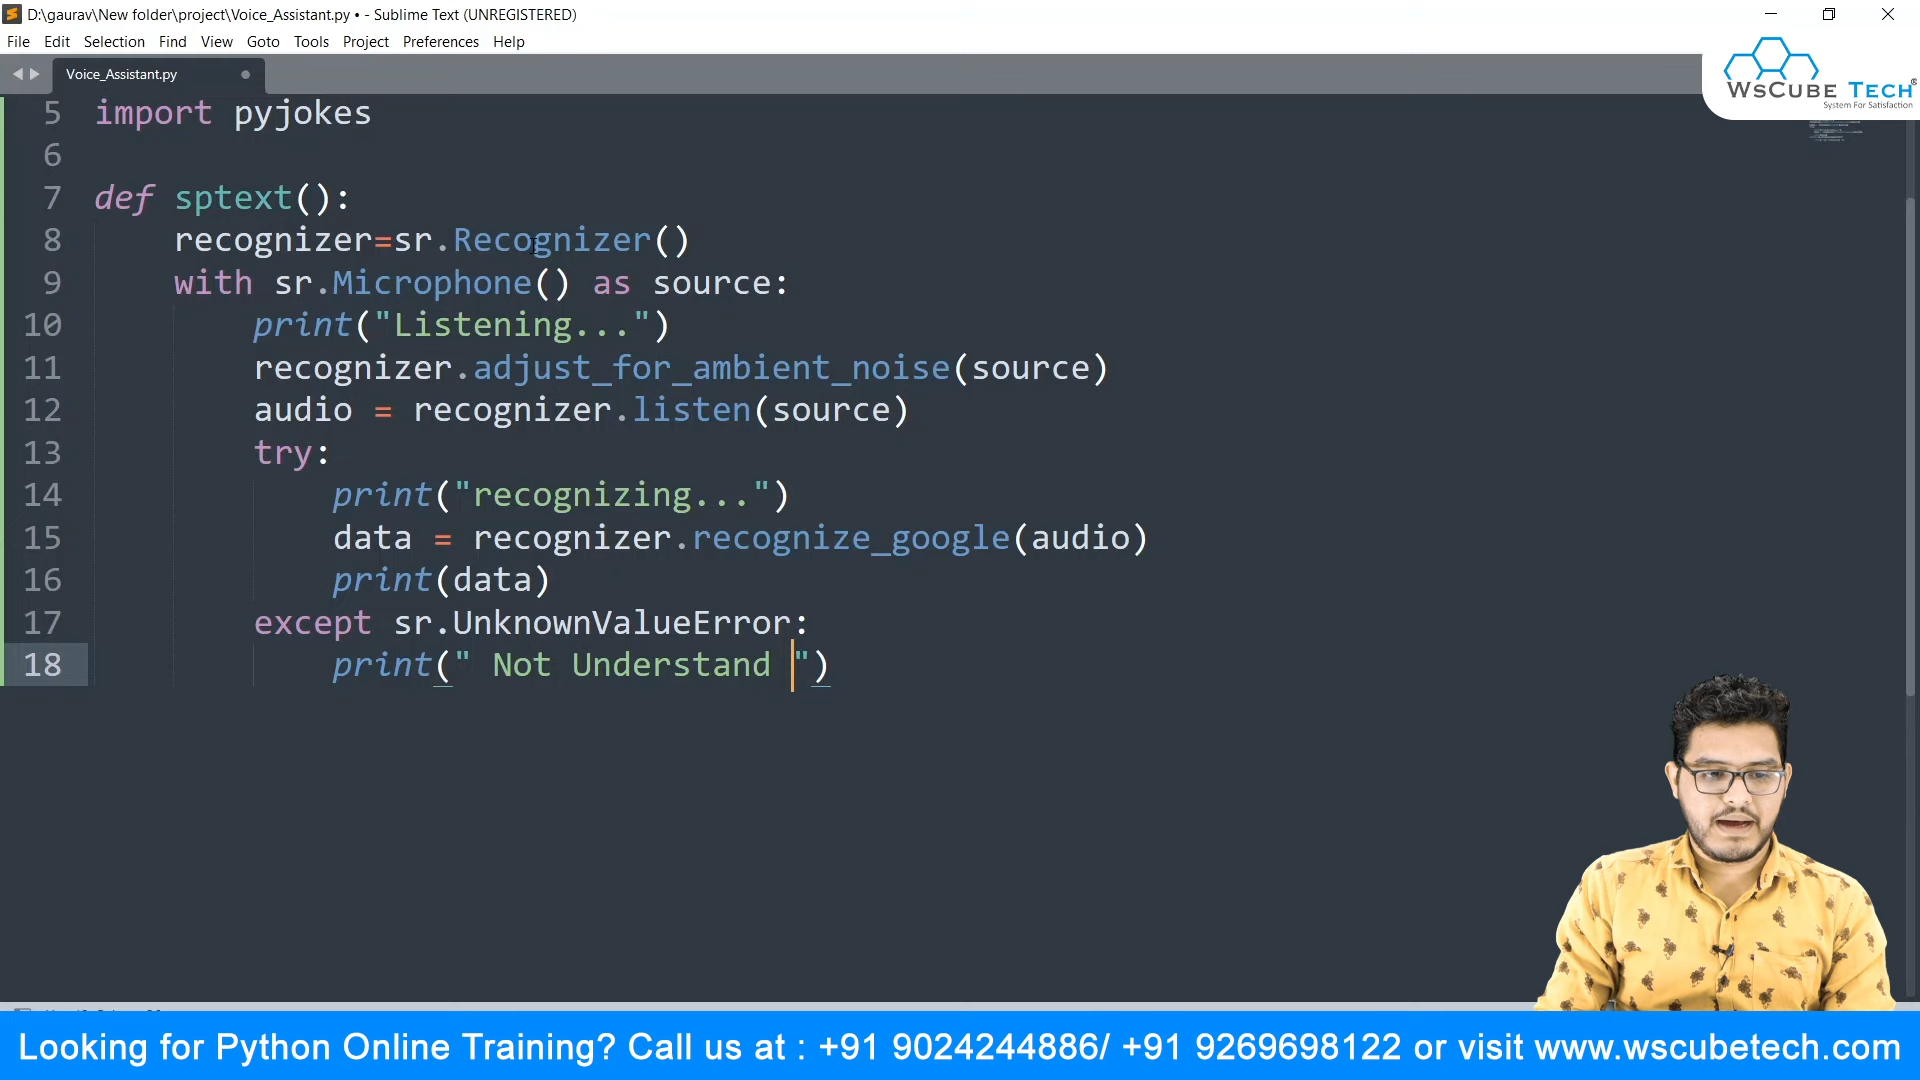 D:\gaurav\New folder\project\Voice_Assistant.py • - Sublime Text (UNREGISTERED)
File Edit Selection Find View Goto Tools Project Preferences Help
Voice_Assistant.py
WsCube Tech®
System For Satisfaction
5 import pyjokes
6
7 def sptext():
8     recognizer=sr.Recognizer()
9     with sr.Microphone() as source:
10         print("Listening...")
11         recognizer.adjust_for_ambient_noise(source)
12         audio = recognizer.listen(source)
13         try:
14             print("recognizing...")
15             data = recognizer.recognize_google(audio)
16             print(data)
17         except sr.UnknownValueError:
18             print(" Not Understand ")
Looking for Python Online Training? Call us at : +91 9024244886/ +91 9269698122 or visit www.wscubetech.com